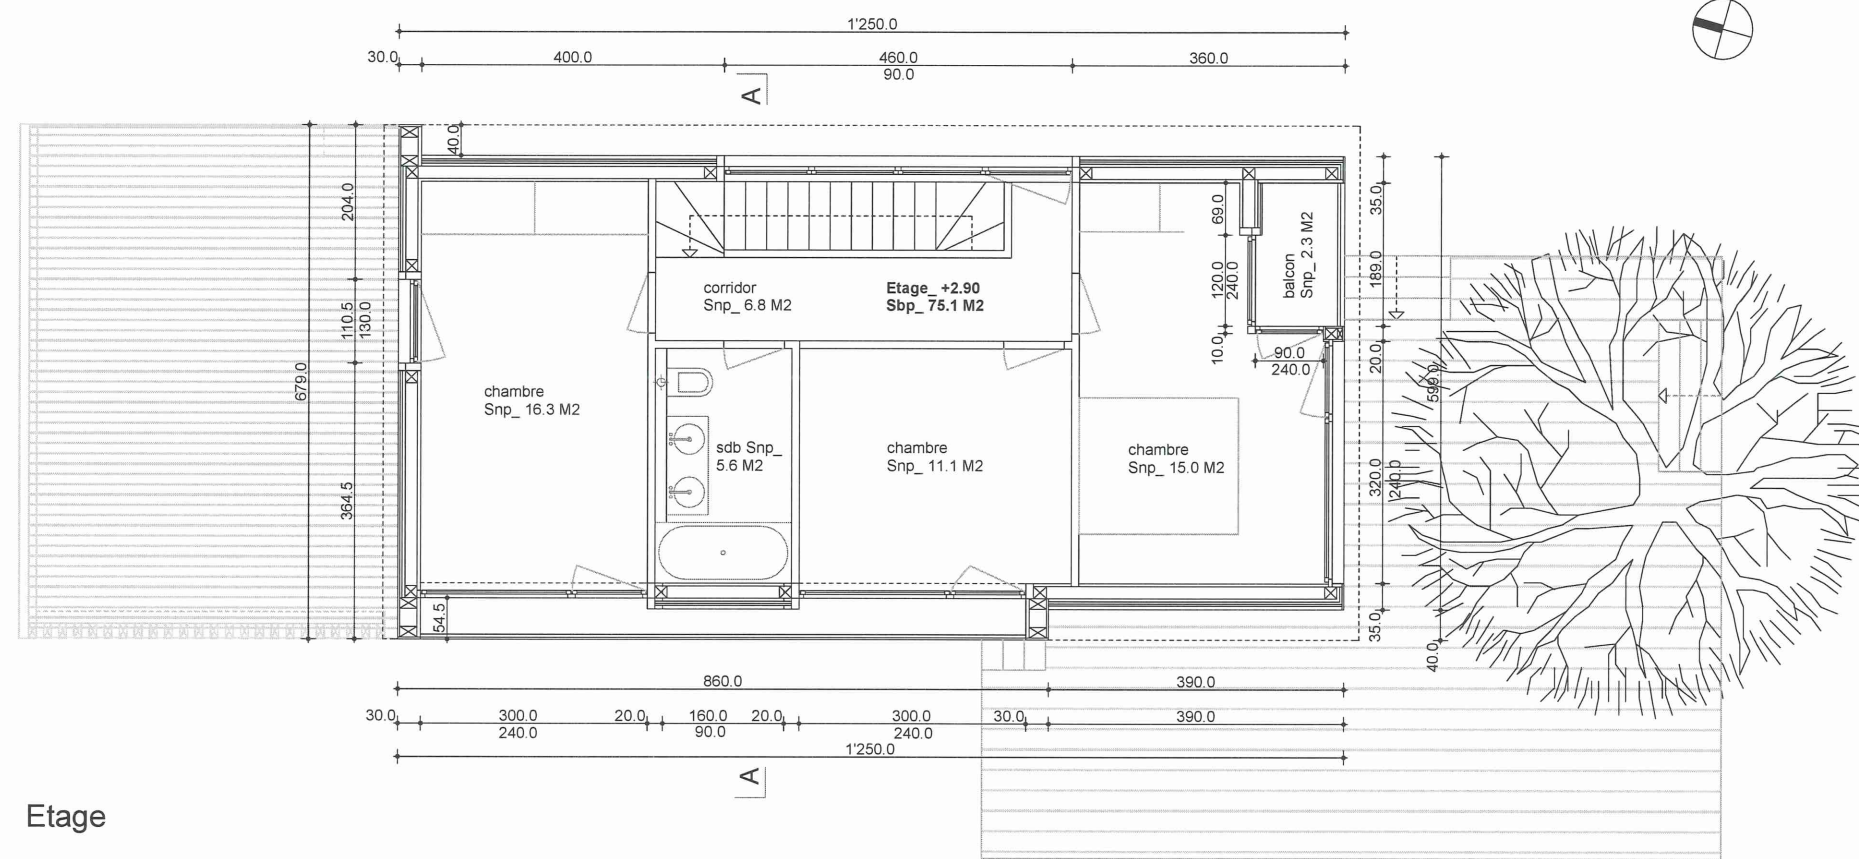 1'250.0
30.0
400.0
460.0
90.0
360.0
A
40.0
204.0
110.5
130.0
679.0
364.5
54.5
corridor
Snp_ 6.8 M2
Etage_ +2.90
Sbp_ 75.1 M2
chambre
Snp_ 16.3 M2
sdb Snp_
5.6 M2
chambre
Snp_ 11.1 M2
chambre
Snp_ 15.0 M2
balcon
Snp_ 2.3 M2
69.0
120.0
240.0
10.0
90.0
240.0
35.0
189.0
20.0
599.0
320.0
240.0
35.0
40.0
860.0
390.0
30.0
300.0
240.0
20.0
160.0
90.0
20.0
300.0
240.0
30.0
390.0
1'250.0
A
Etage